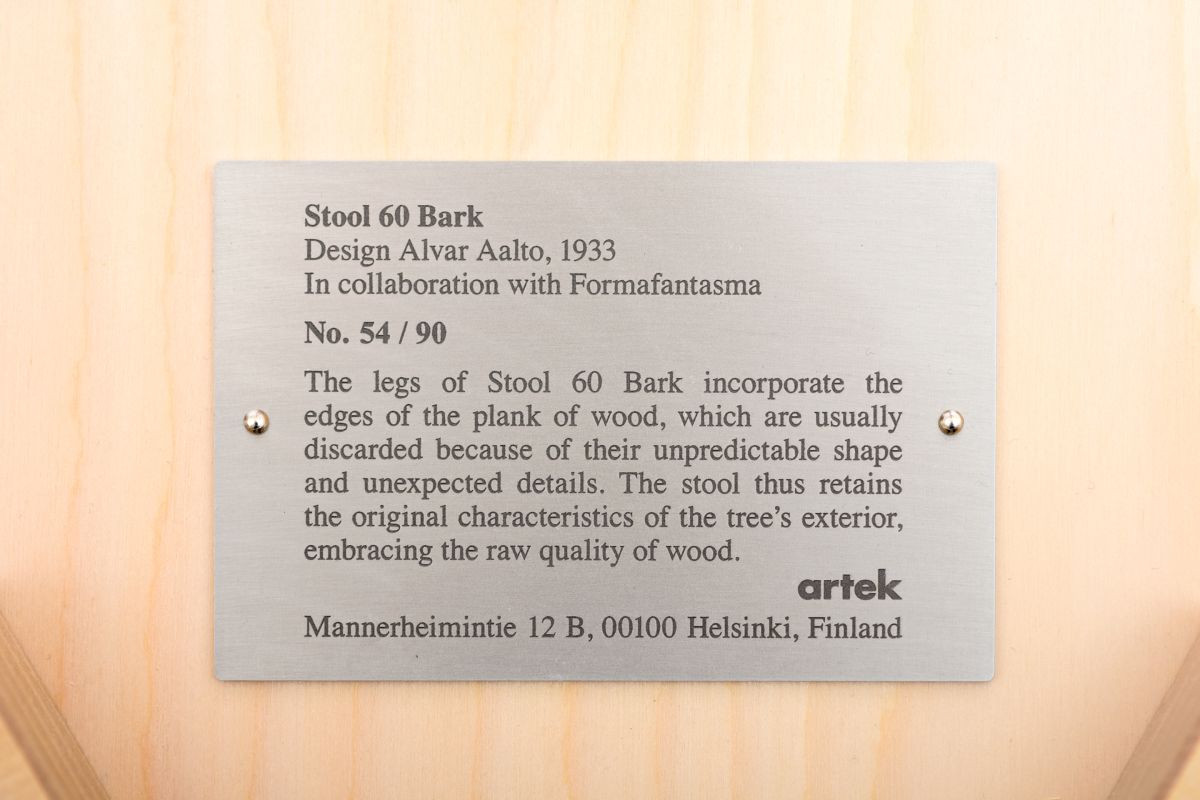 Stool 60 Bark
Design Alvar Aalto, 1933
In collaboration with Formafantasma
No. 54 / 90
The legs of Stool 60 Bark incorporate the
edges of the plank of wood, which are usually
discarded because of their unpredictable shape
and unexpected details. The stool thus retains
the original characteristics of the tree’s exterior,
embracing the raw quality of wood.
artek
Mannerheimintie 12 B, 00100 Helsinki, Finland